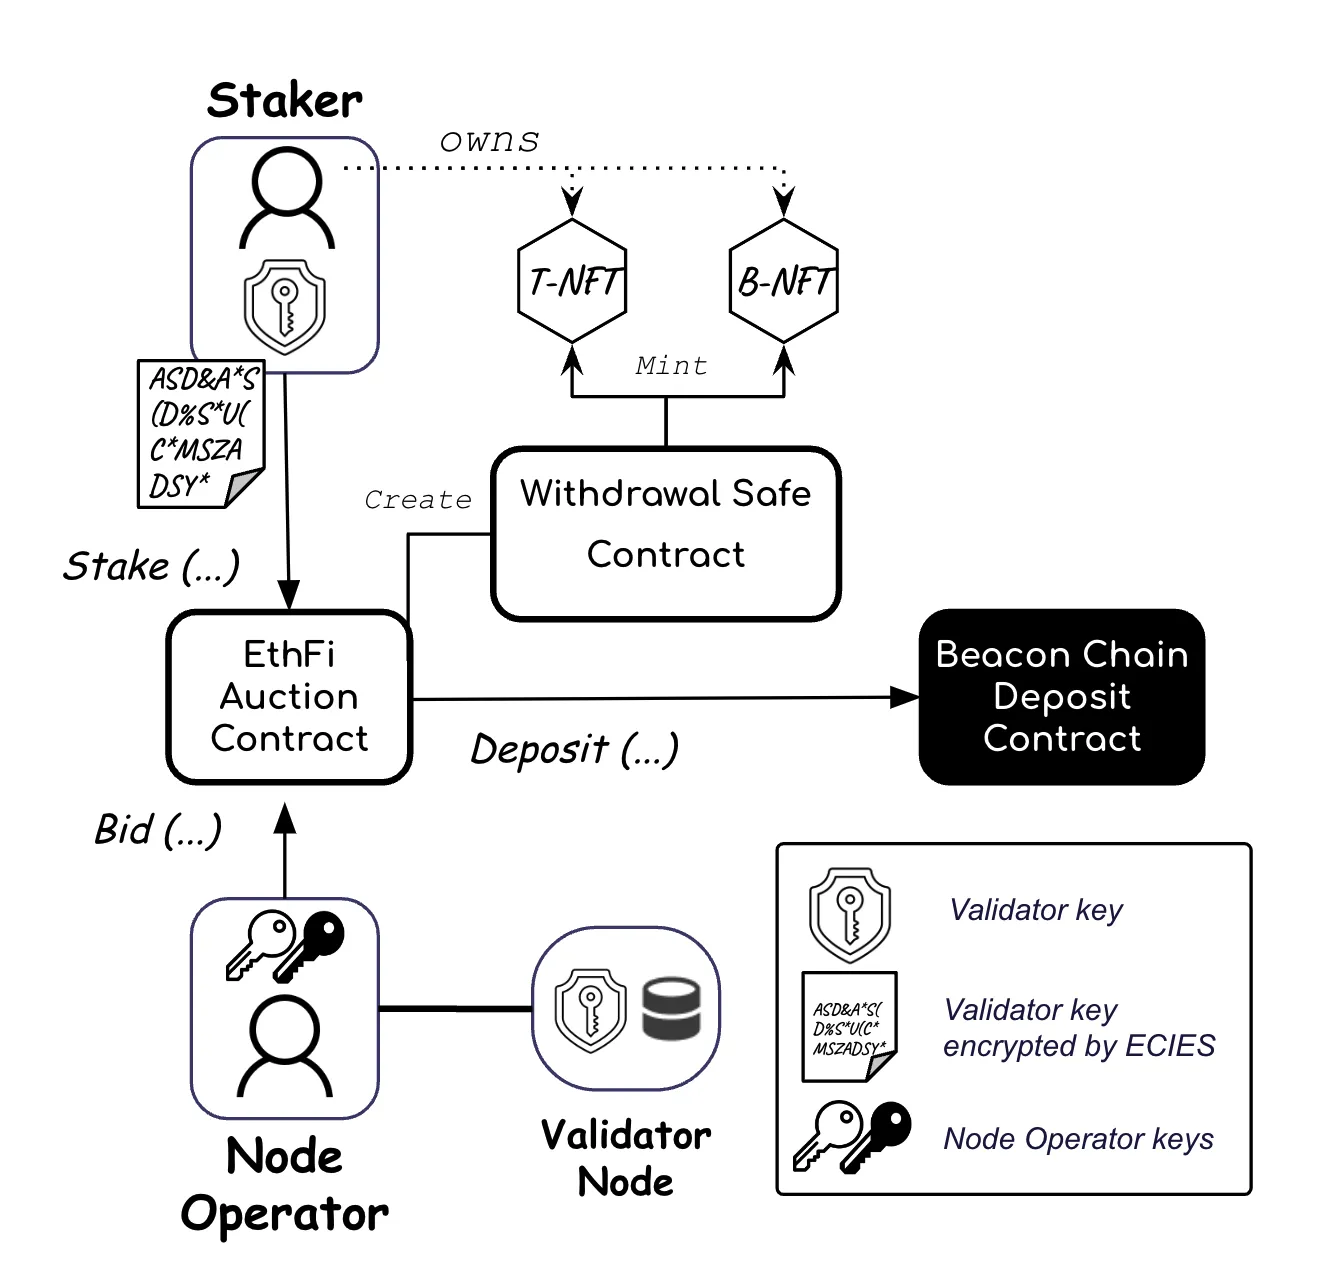 Staker
owns
T-NFT
B-NFT
Mint
ASD&A*S
(D%S*U(
C*MSZA
DSY*
Create
Withdrawal Safe
Contract
Stake (...)
EthFi
Auction
Contract
Beacon Chain
Deposit
Contract
Deposit (...)
Bid (...)
Validator key
ASD&A*S(
D%S*U(C*
MSZADSY*
Validator key
encrypted by ECIES
Node Operator keys
Node
Operator
Validator
Node